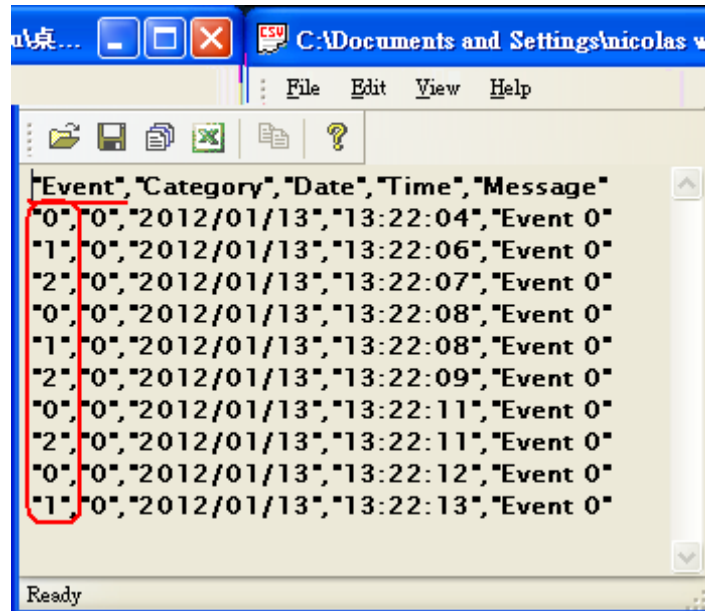 桌...
CSV C:\Documents and Settings\nicolas w
File Edit View Help
"Event","Category","Date","Time","Message"
"0","0","2012/01/13","13:22:04","Event 0"
"1","0","2012/01/13","13:22:06","Event 0"
"2","0","2012/01/13","13:22:07","Event 0"
"0","0","2012/01/13","13:22:08","Event 0"
"1","0","2012/01/13","13:22:08","Event 0"
"2","0","2012/01/13","13:22:09","Event 0"
"0","0","2012/01/13","13:22:11","Event 0"
"2","0","2012/01/13","13:22:11","Event 0"
"0","0","2012/01/13","13:22:12","Event 0"
"1","0","2012/01/13","13:22:13","Event 0"
Ready